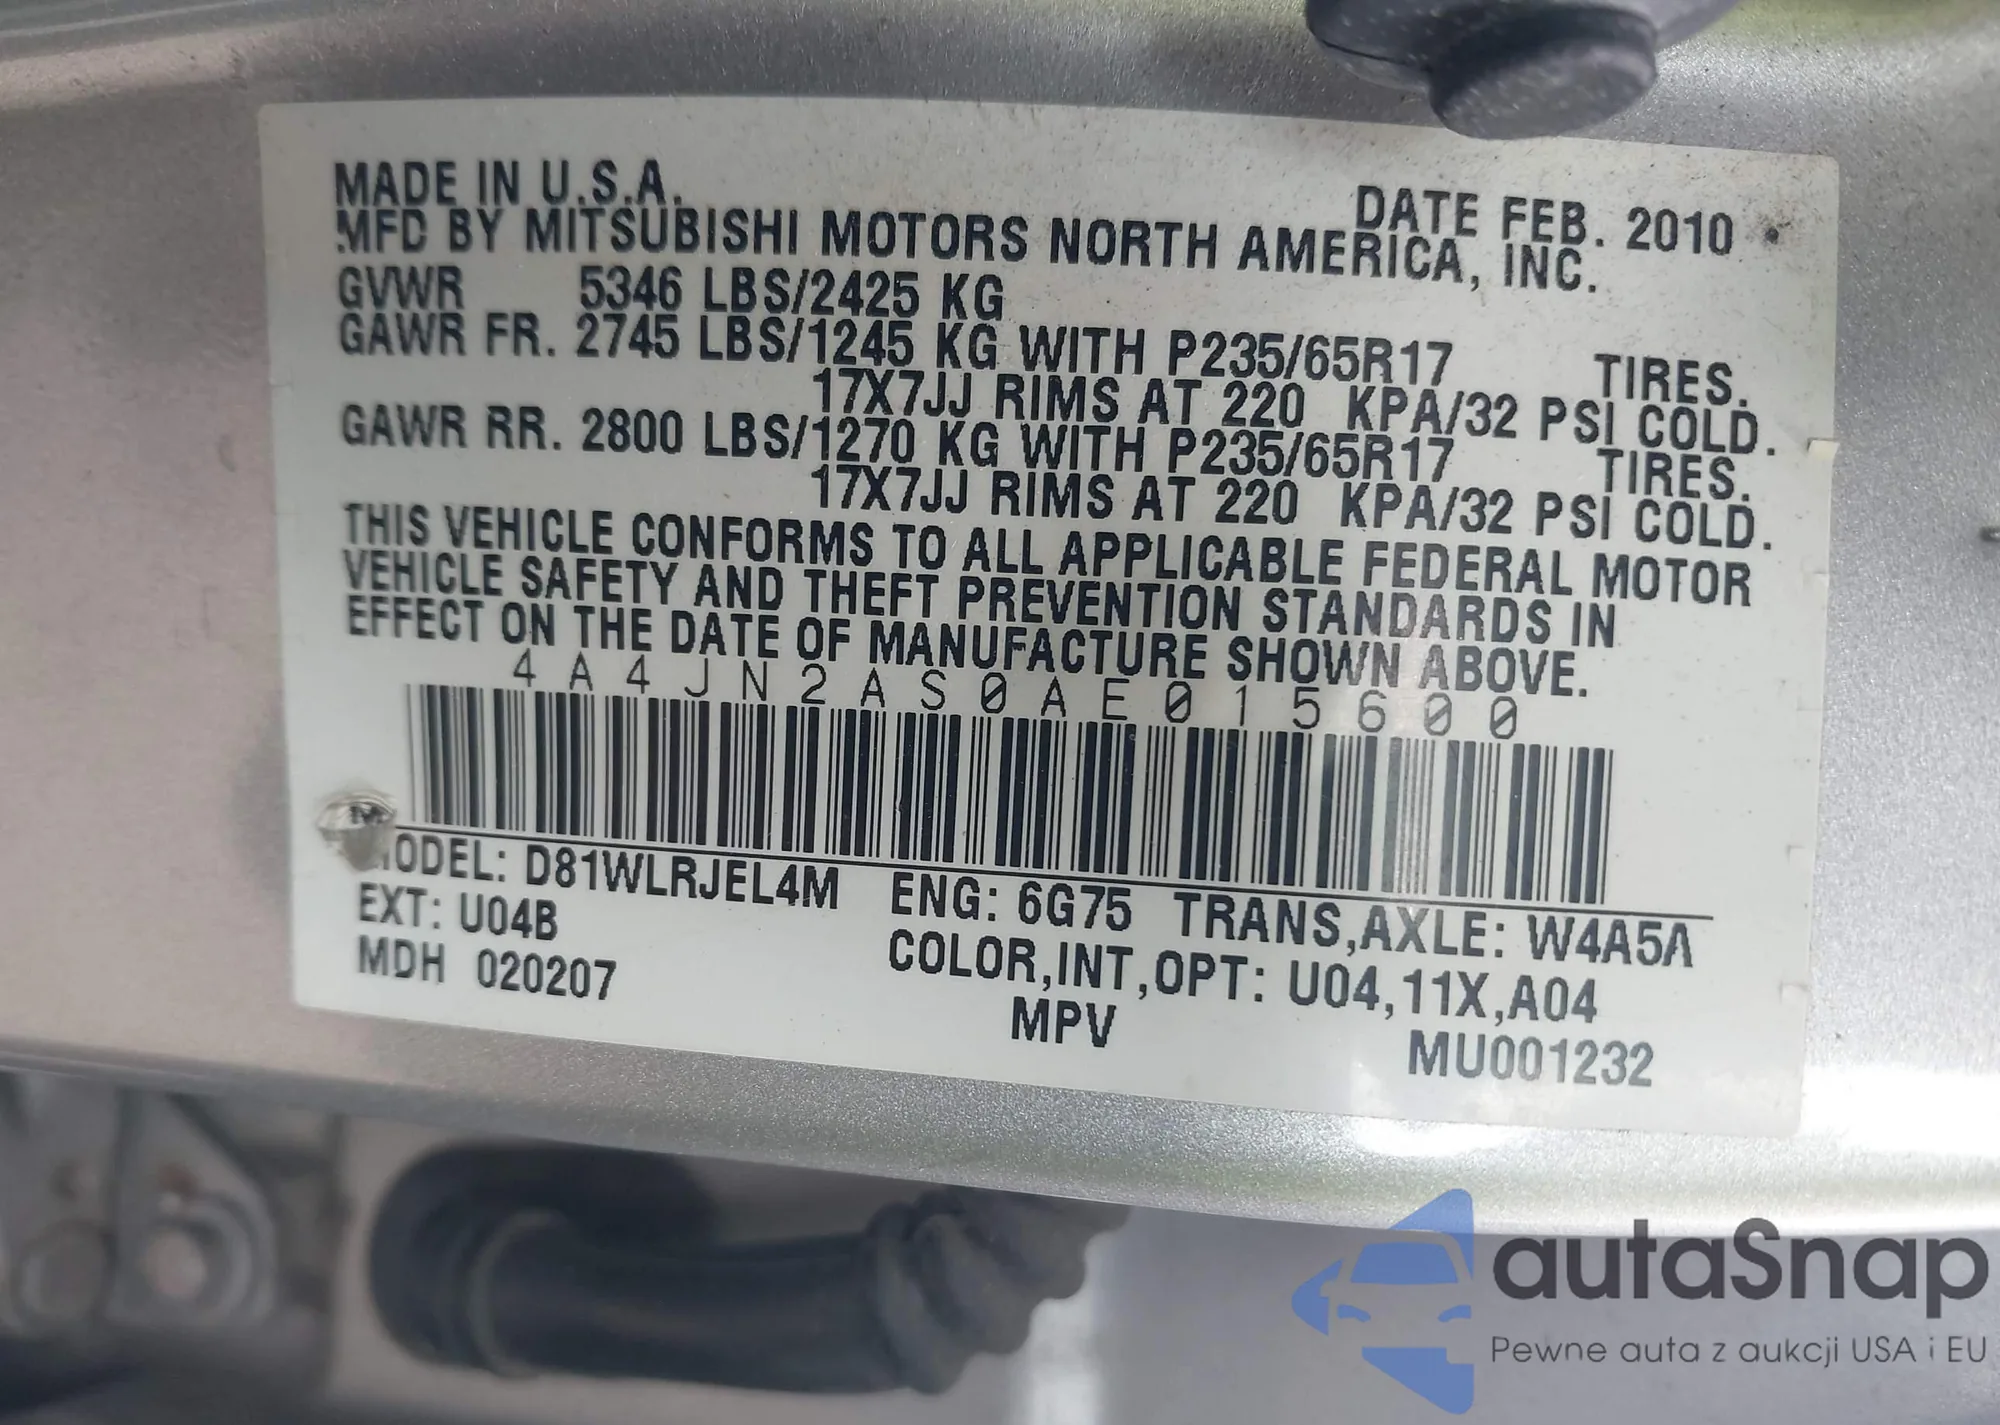 MADE IN U.S.A.
DATE FEB. 2010
MFD BY MITSUBISHI MOTORS NORTH AMERICA, INC.
GVWR 5346 LBS/2425 KG
GAWR FR. 2745 LBS/1245 KG WITH P235/65R17 TIRES.
17X7JJ RIMS AT 220 KPA/32 PSI COLD.
GAWR RR. 2800 LBS/1270 KG WITH P235/65R17 TIRES.
17X7JJ RIMS AT 220 KPA/32 PSI COLD.
THIS VEHICLE CONFORMS TO ALL APPLICABLE FEDERAL MOTOR
VEHICLE SAFETY AND THEFT PREVENTION STANDARDS IN
EFFECT ON THE DATE OF MANUFACTURE SHOWN ABOVE.
4A4JN2AS0AE015600
MODEL: D81WLRJEL4M ENG: 6G75 TRANS,AXLE: W4A5A
EXT: U04B COLOR,INT,OPT: U04,11X,A04
MDH 020207 MPV MU001232
autaSnap
Pewne auta z aukcji USA i EU